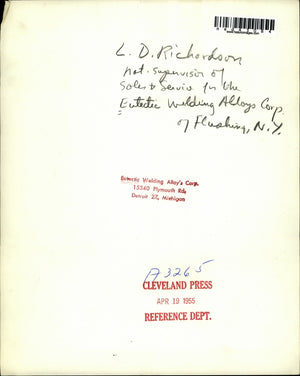 L. D. Richardson
nat. supervisor of
Sales & Service for the
Eutectic Welding Alloys Corp.
of Flushing, N.Y.
Eutectic Welding Alloy's Corp.
15340 Plymouth Rd,
Detroit 27, Michigan
A3265
CLEVELAND PRESS
APR 19 1955
REFERENCE DEPT.